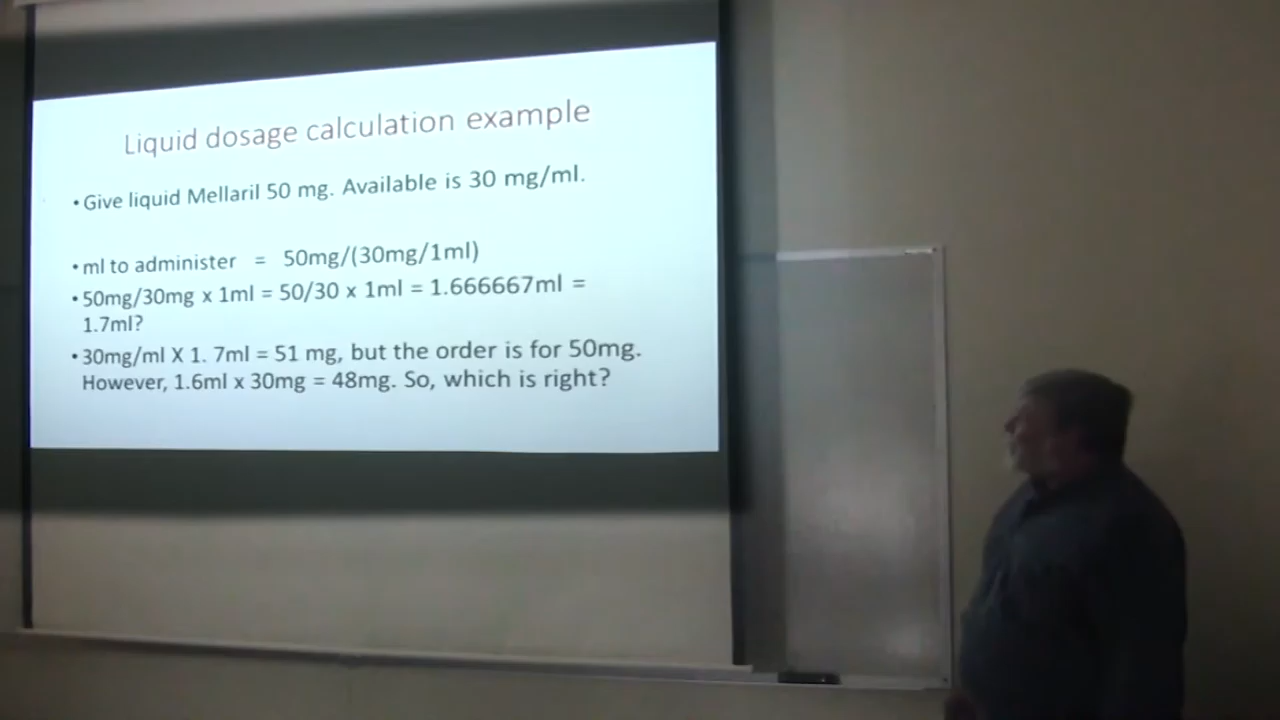 Liquid dosage calculation example
• Give liquid Mellaril 50 mg. Available is 30 mg/ml.
• ml to administer = 50mg/(30mg/1ml)
• 50mg/30mg x 1ml = 50/30 x 1ml = 1.666667ml =
1.7ml?
• 30mg/ml X 1. 7ml = 51 mg, but the order is for 50mg.
However, 1.6ml x 30mg = 48mg. So, which is right?